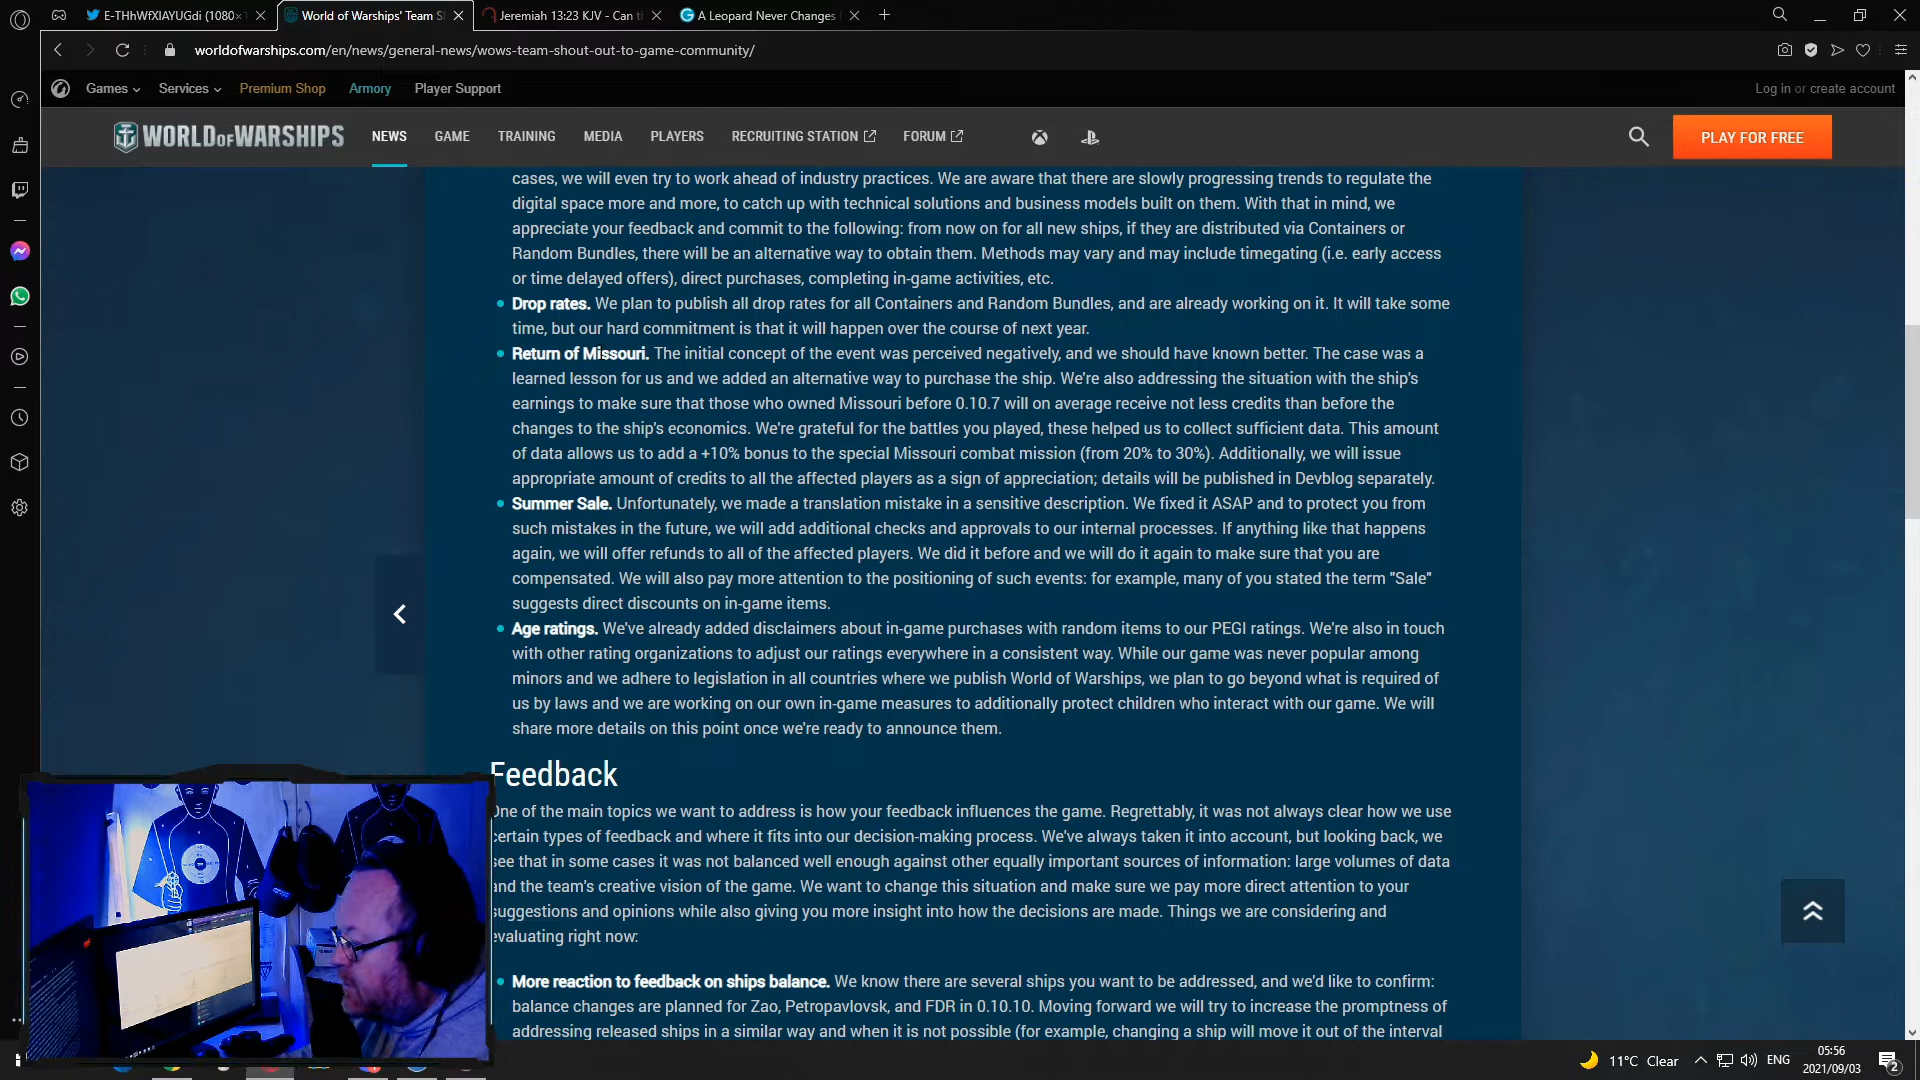 E-THhWfXIAYUGdi (1080×
World of Warships' Team S
Jeremiah 13:23 KJV - Can t
A Leopard Never Changes
worldofwarships.com/en/news/general-news/wows-team-shout-out-to-game-community/
Games Services Premium Shop Armory Player Support Log in or create account
WORLD OF WARSHIPS NEWS GAME TRAINING MEDIA PLAYERS RECRUITING STATION FORUM PLAY FOR FREE
cases, we will even try to work ahead of industry practices. We are aware that there are slowly progressing trends to regulate the
digital space more and more, to catch up with technical solutions and business models built on them. With that in mind, we
appreciate your feedback and commit to the following: from now on for all new ships, if they are distributed via Containers or
Random Bundles, there will be an alternative way to obtain them. Methods may vary and may include timegating (i.e. early access
or time delayed offers), direct purchases, completing in-game activities, etc.
Drop rates. We plan to publish all drop rates for all Containers and Random Bundles, and are already working on it. It will take some
time, but our hard commitment is that it will happen over the course of next year.
Return of Missouri. The initial concept of the event was perceived negatively, and we should have known better. The case was a
learned lesson for us and we added an alternative way to purchase the ship. We're also addressing the situation with the ship's
earnings to make sure that those who owned Missouri before 0.10.7 will on average receive not less credits than before the
changes to the ship's economics. We're grateful for the battles you played, these helped us to collect sufficient data. This amount
of data allows us to add a +10% bonus to the special Missouri combat mission (from 20% to 30%). Additionally, we will issue
appropriate amount of credits to all the affected players as a sign of appreciation; details will be published in Devblog separately.
Summer Sale. Unfortunately, we made a translation mistake in a sensitive description. We fixed it ASAP and to protect you from
such mistakes in the future, we will add additional checks and approvals to our internal processes. If anything like that happens
again, we will offer refunds to all of the affected players. We did it before and we will do it again to make sure that you are
compensated. We will also pay more attention to the positioning of such events: for example, many of you stated the term "Sale"
suggests direct discounts on in-game items.
Age ratings. We've already added disclaimers about in-game purchases with random items to our PEGI ratings. We're also in touch
with other rating organizations to adjust our ratings everywhere in a consistent way. While our game was never popular among
minors and we adhere to legislation in all countries where we publish World of Warships, we plan to go beyond what is required of
us by laws and we are working on our own in-game measures to additionally protect children who interact with our game. We will
share more details on this point once we're ready to announce them.
Feedback
One of the main topics we want to address is how your feedback influences the game. Regrettably, it was not always clear how we use
certain types of feedback and where it fits into our decision-making process. We've always taken it into account, but looking back, we
see that in some cases it was not balanced well enough against other equally important sources of information: large volumes of data
and the team's creative vision of the game. We want to change this situation and make sure we pay more direct attention to your
suggestions and opinions while also giving you more insight into how the decisions are made. Things we are considering and
evaluating right now:
More reaction to feedback on ships balance. We know there are several ships you want to be addressed, and we'd like to confirm:
balance changes are planned for Zao, Petropavlovsk, and FDR in 0.10.10. Moving forward we will try to increase the promptness of
addressing released ships in a similar way and when it is not possible (for example, changing a ship will move it out of the interval
11°C Clear ENG 05:56
2021/09/03 2